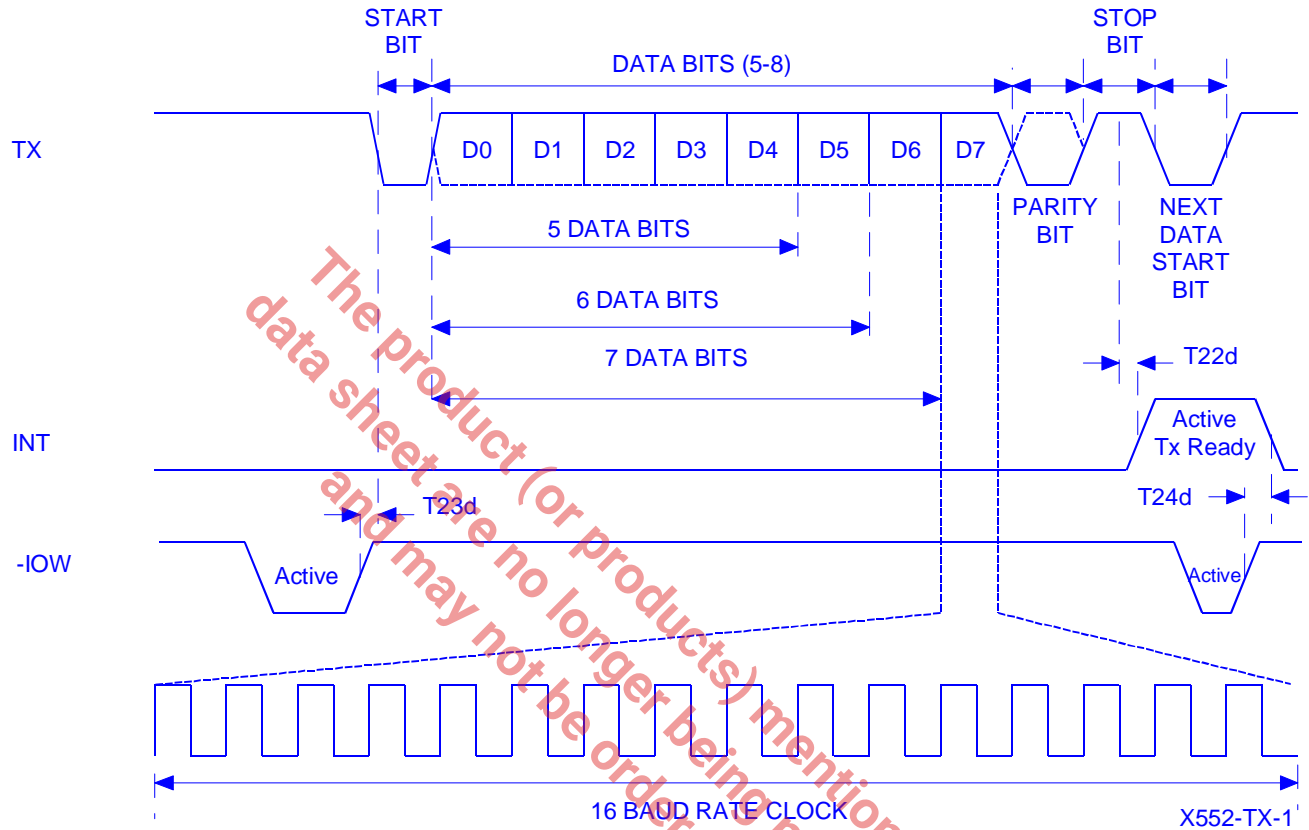 START
BIT
STOP
BIT
DATA BITS (5-8)
TX
D0 D1 D2 D3 D4 D5 D6 D7
PARITY
BIT
NEXT
DATA
START
BIT
5 DATA BITS
6 DATA BITS
7 DATA BITS
T22d
INT
Active
Tx Ready
T23d
T24d
-IOW
Active
Active
16 BAUD RATE CLOCK
X552-TX-1
The product (or products) mention
data sheet are no longer being
and may not be order